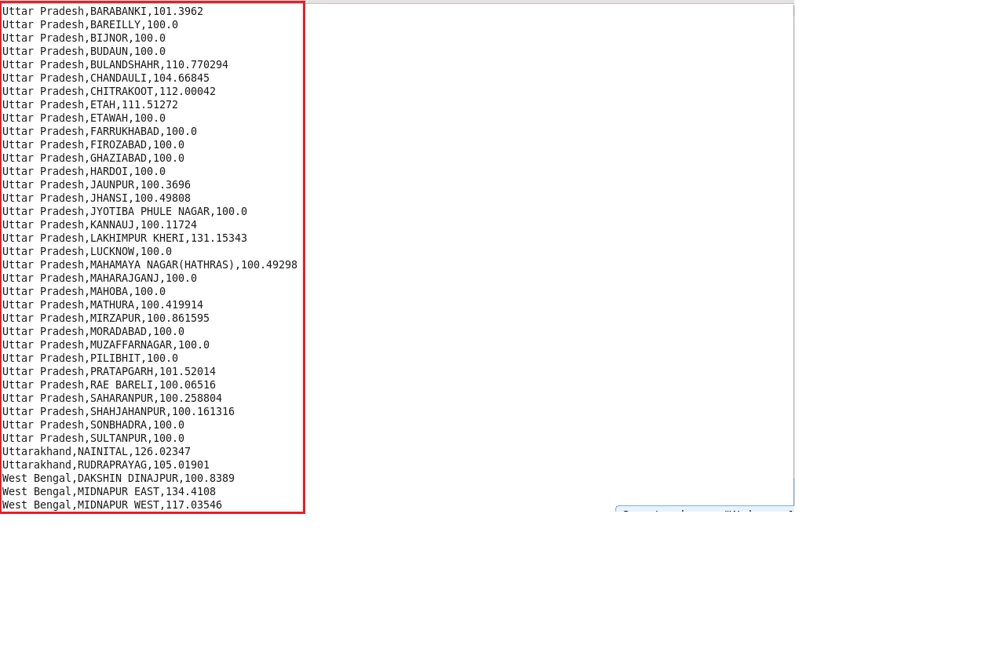 Uttar Pradesh,BARABANKI,101.3962
Uttar Pradesh,BAREILLY,100.0
Uttar Pradesh,BIJNOR,100.0
Uttar Pradesh,BUDAUN,100.0
Uttar Pradesh,BULANDSHAHR,110.770294
Uttar Pradesh,CHANDAULI,104.66845
Uttar Pradesh,CHITRAKOOT,112.00042
Uttar Pradesh,ETAH,111.51272
Uttar Pradesh,ETAWAH,100.0
Uttar Pradesh,FARRUKHABAD,100.0
Uttar Pradesh,FIROZABAD,100.0
Uttar Pradesh,GHAZIABAD,100.0
Uttar Pradesh,HARDOI,100.0
Uttar Pradesh,JAUNPUR,100.3696
Uttar Pradesh,JHANSI,100.49808
Uttar Pradesh,JYOTIBA PHULE NAGAR,100.0
Uttar Pradesh,KANNAUJ,100.11724
Uttar Pradesh,LAKHIMPUR KHERI,131.15343
Uttar Pradesh,LUCKNOW,100.0
Uttar Pradesh,MAHAMAYA NAGAR(HATHRAS),100.49298
Uttar Pradesh,MAHARAJGANJ,100.0
Uttar Pradesh,MAHOBA,100.0
Uttar Pradesh,MATHURA,100.419914
Uttar Pradesh,MIRZAPUR,100.861595
Uttar Pradesh,MORADABAD,100.0
Uttar Pradesh,MUZAFFARNAGAR,100.0
Uttar Pradesh,PILIBHIT,100.0
Uttar Pradesh,PRATAPGARH,101.52014
Uttar Pradesh,RAE BARELI,100.06516
Uttar Pradesh,SAHARANPUR,100.258804
Uttar Pradesh,SHAHJAHANPUR,100.161316
Uttar Pradesh,SONBHADRA,100.0
Uttar Pradesh,SULTANPUR,100.0
Uttarakhand,NAINITAL,126.02347
Uttarakhand,RUDRAPRAYAG,105.01901
West Bengal,DAKSHIN DINAJPUR,100.8389
West Bengal,MIDNAPUR EAST,134.4108
West Bengal,MIDNAPUR WEST,117.03546